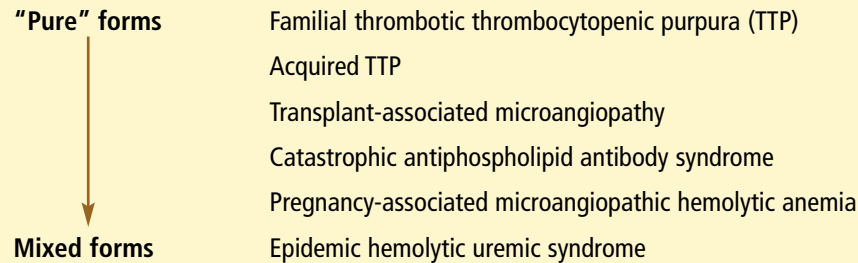 “Pure” forms Familial thrombotic thrombocytopenic purpura (TTP)
Acquired TTP
Transplant-associated microangiopathy
Catastrophic antiphospholipid antibody syndrome
Pregnancy-associated microangiopathic hemolytic anemia
Mixed forms Epidemic hemolytic uremic syndrome